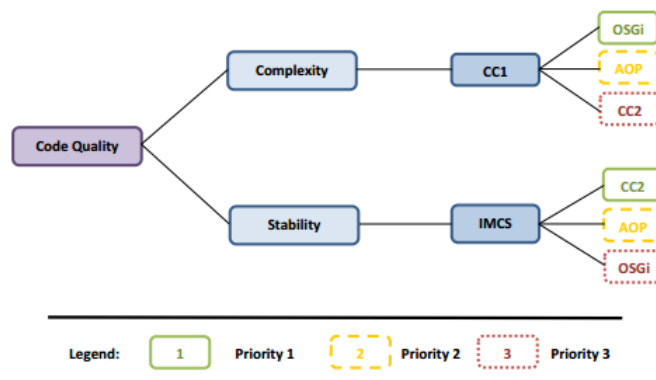 OSGi
Complexity
CC1
AOP
CC2
Code Quality
CC2
Stability
IMCS
AOP
OSGi
Legend: 1 Priority 1 2 Priority 2 3 Priority 3